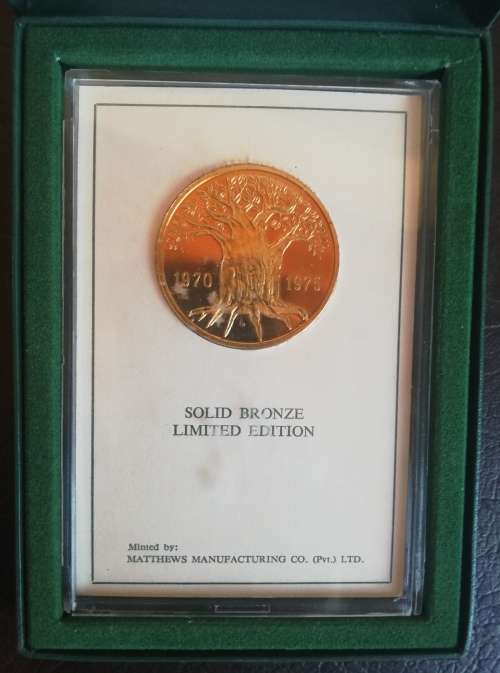 1970 1975
SOLID BRONZE
LIMITED EDITION
Minted by:
MATTHEWS MANUFACTURING CO. (Pvt.) LTD.